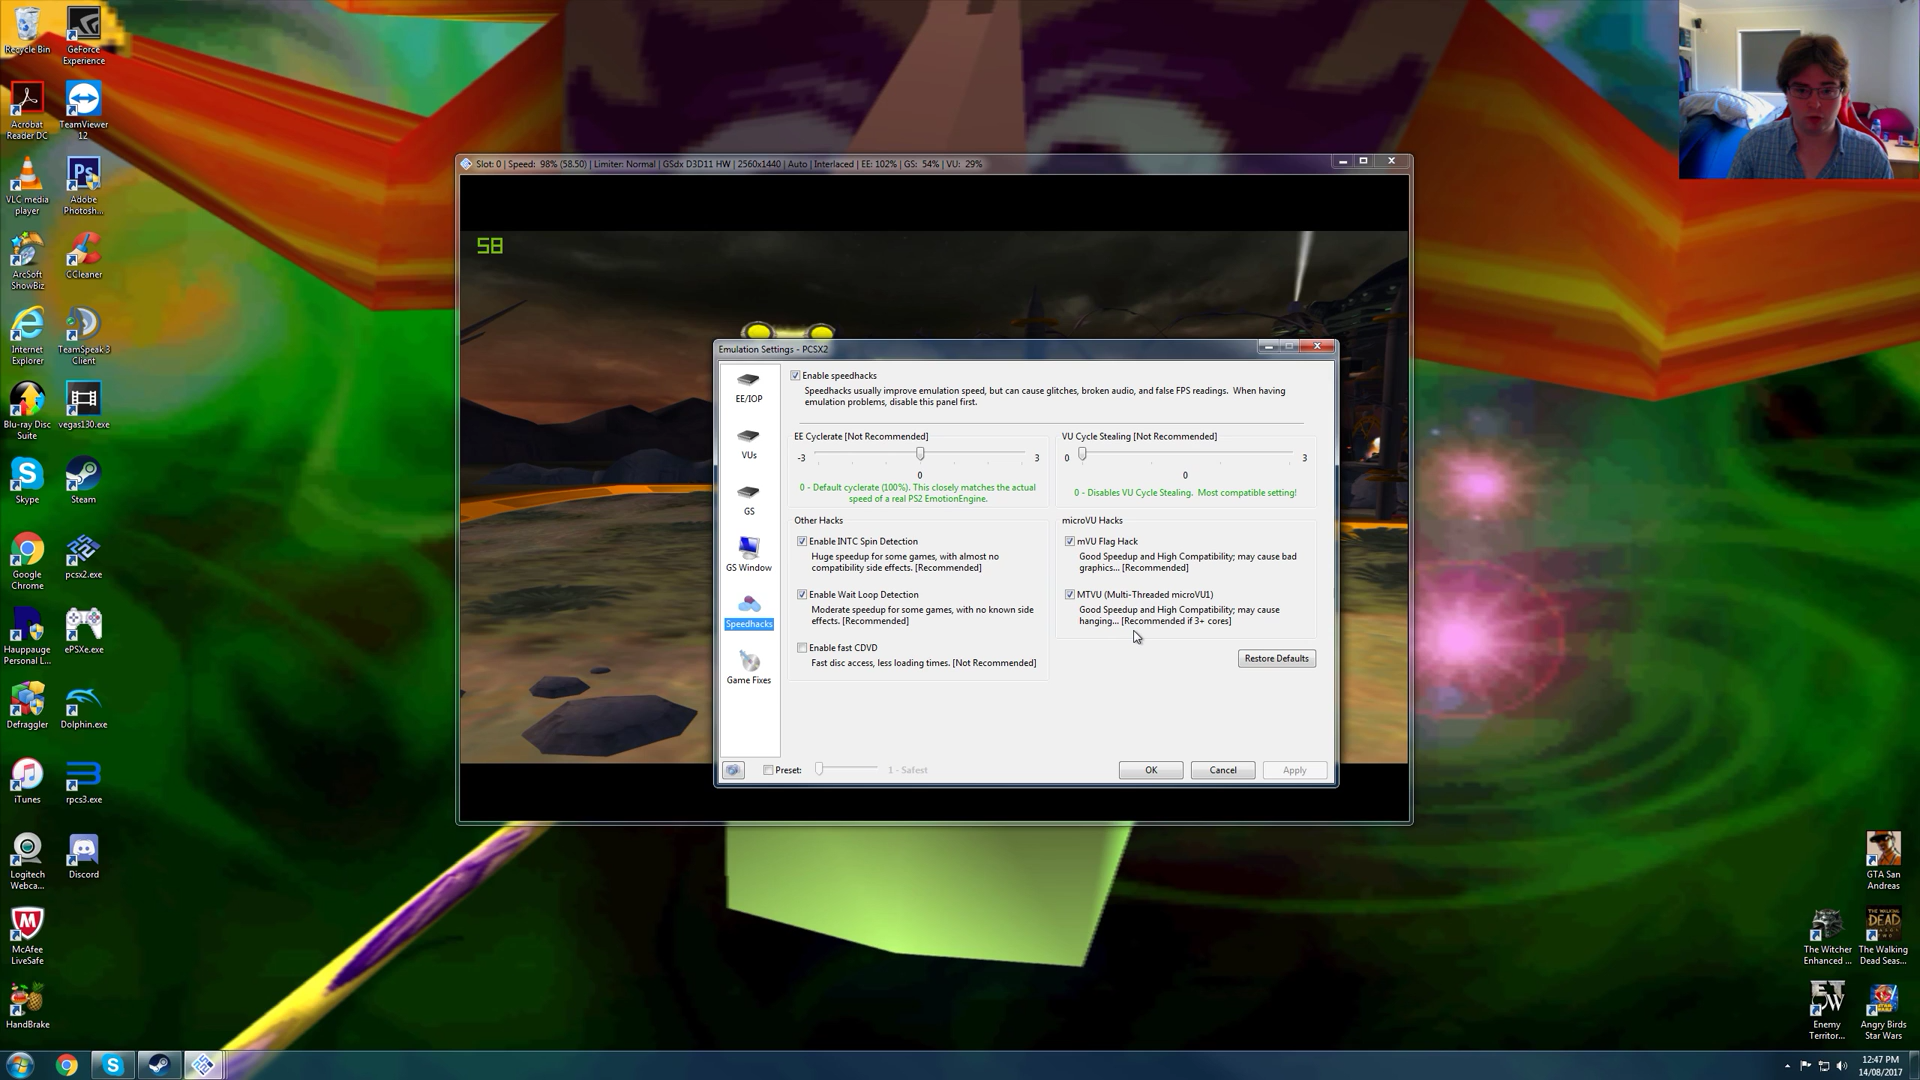 Recycle Bin
GeForce
Experience
Acrobat
Reader DC
TeamViewer
12
VLC media
player
Ps
Adobe
Photosh...
ArcSoft
ShowBiz
CCleaner
Internet
Explorer
TeamSpeak 3
Client
Blu-ray Disc
Suite
vegas130.exe
Skype
Steam
Google
Chrome
pcsx2.exe
Hauppauge
Personal L...
ePSXe.exe
Defraggler
Dolphin.exe
iTunes
rpcs3.exe
Logitech
Webca...
Discord
McAfee
LiveSafe
HandBrake
Slot: 0 | Speed: 98% (58.50) | Limiter: Normal | GSdx D3D11 HW | 2560x1440 | Auto | Interlaced | EE: 102% | GS: 54% | VU: 29%
58
Emulation Settings - PCSX2
EE/IOP
VUs
GS
GS Window
Speedhacks
Game Fixes
Enable speedhacks
Speedhacks usually improve emulation speed, but can cause glitches, broken audio, and false FPS readings. When having
emulation problems, disable this panel first.
EE Cyclerate [Not Recommended]
-3 3
0
0 - Default cyclerate (100%). This closely matches the actual
speed of a real PS2 EmotionEngine.
VU Cycle Stealing [Not Recommended]
0 3
0
0 - Disables VU Cycle Stealing. Most compatible setting!
Other Hacks
Enable INTC Spin Detection
Huge speedup for some games, with almost no
compatibility side effects. [Recommended]
Enable Wait Loop Detection
Moderate speedup for some games, with no known side
effects. [Recommended]
Enable fast CDVD
Fast disc access, less loading times. [Not Recommended]
microVU Hacks
mVU Flag Hack
Good Speedup and High Compatibility; may cause bad
graphics... [Recommended]
MTVU (Multi-Threaded microVU1)
Good Speedup and High Compatibility; may cause
hanging... [Recommended if 3+ cores]
Restore Defaults
Preset: 1 - Safest
OK Cancel Apply
GTA San
Andreas
The Witcher
Enhanced ...
The Walking
Dead Seas...
Enemy
Territor...
Angry Birds
Star Wars
12:47 PM
14/08/2017